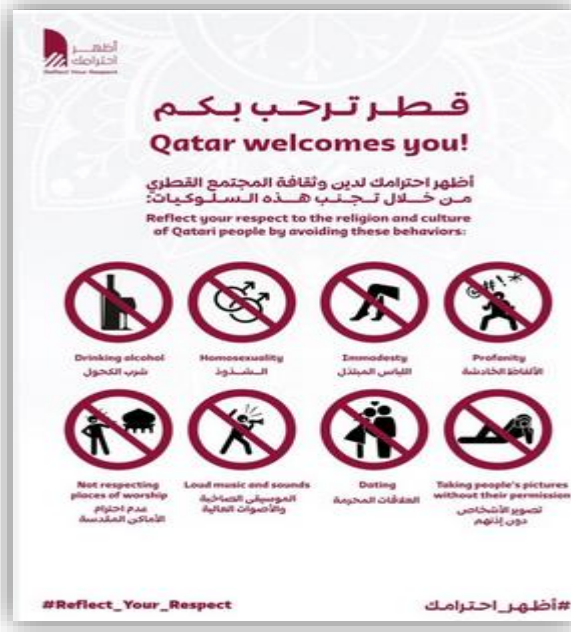 أظهر
احترامك
Reflect Your Respect
قطر ترحب بكم
Qatar welcomes you!
أظهر احترامك لدين وثقافة المجتمع القطري
من خلال تجنب هذه السلوكيات:
Reflect your respect to the religion and culture
of Qatari people by avoiding these behaviors:
Drinking alcohol
شرب الكحول
Homosexuality
الشذوذ
Immodesty
اللباس المبتذل
Profanity
الألفاظ الخادشة
Not respecting
places of worship
عدم احترام
الأماكن المقدسة
Loud music and sounds
الموسيقى الصاخبة
والأصوات العالية
Dating
العلاقات المحرمة
Taking people's pictures
without their permission
تصوير الأشخاص
دون إذنهم
#Reflect_Your_Respect
#أظهر_احترامك